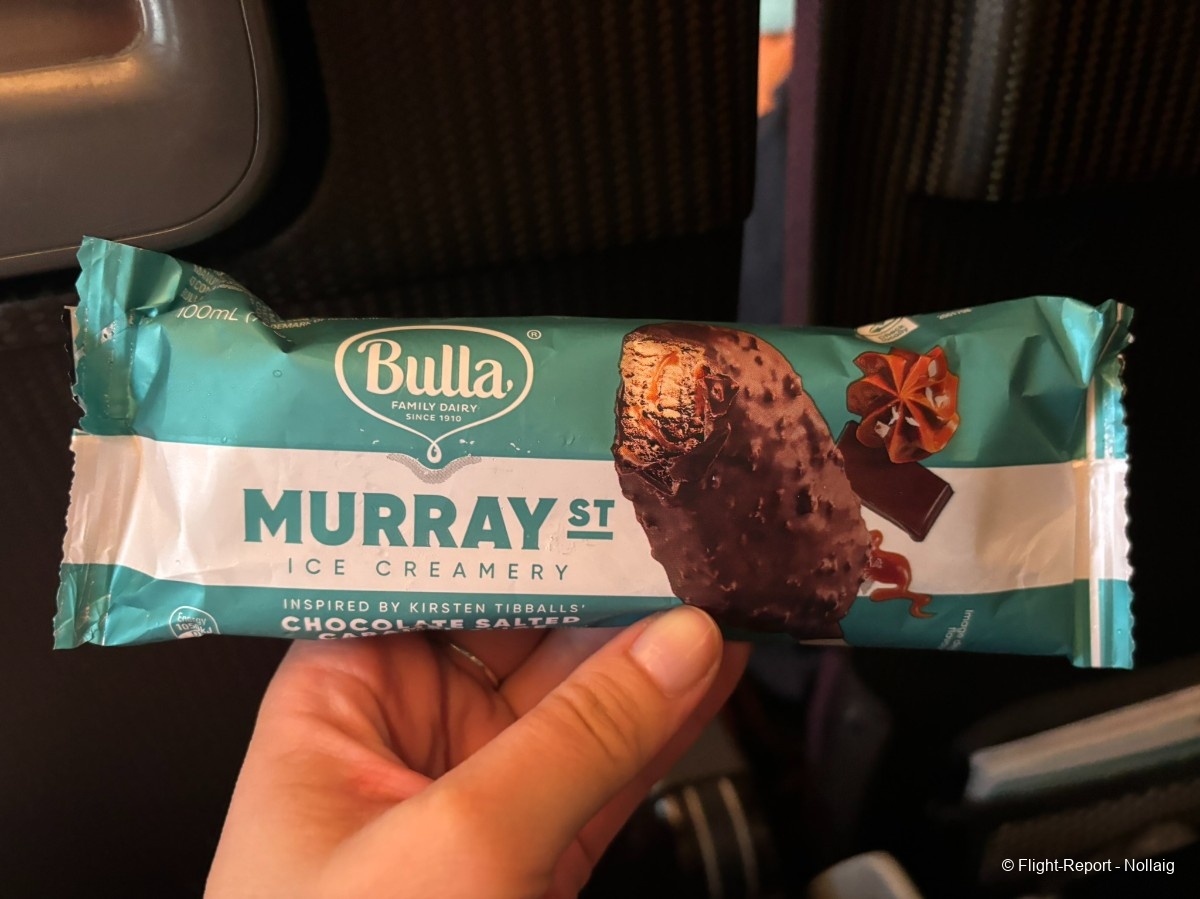 100mL
Bulla
®
FAMILY DAIRY
SINCE 1910
MURRAY ST
ICE CREAMERY
INSPIRED BY KIRSTEN TIBBALLS'
CHOCOLATE SALTED
Energy
© Flight-Report - Nollaig